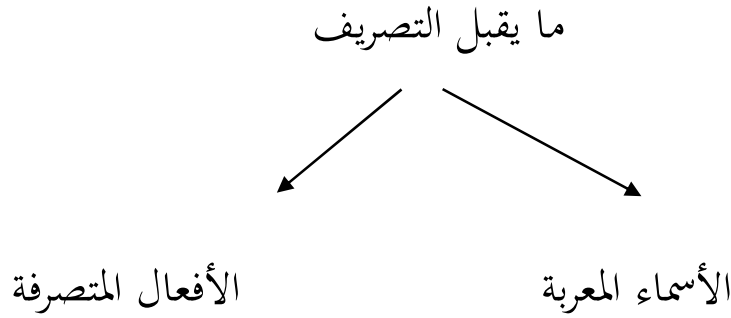 ما يقبل التصريف
الأسماء المعربة
الأفعال المتصرفة